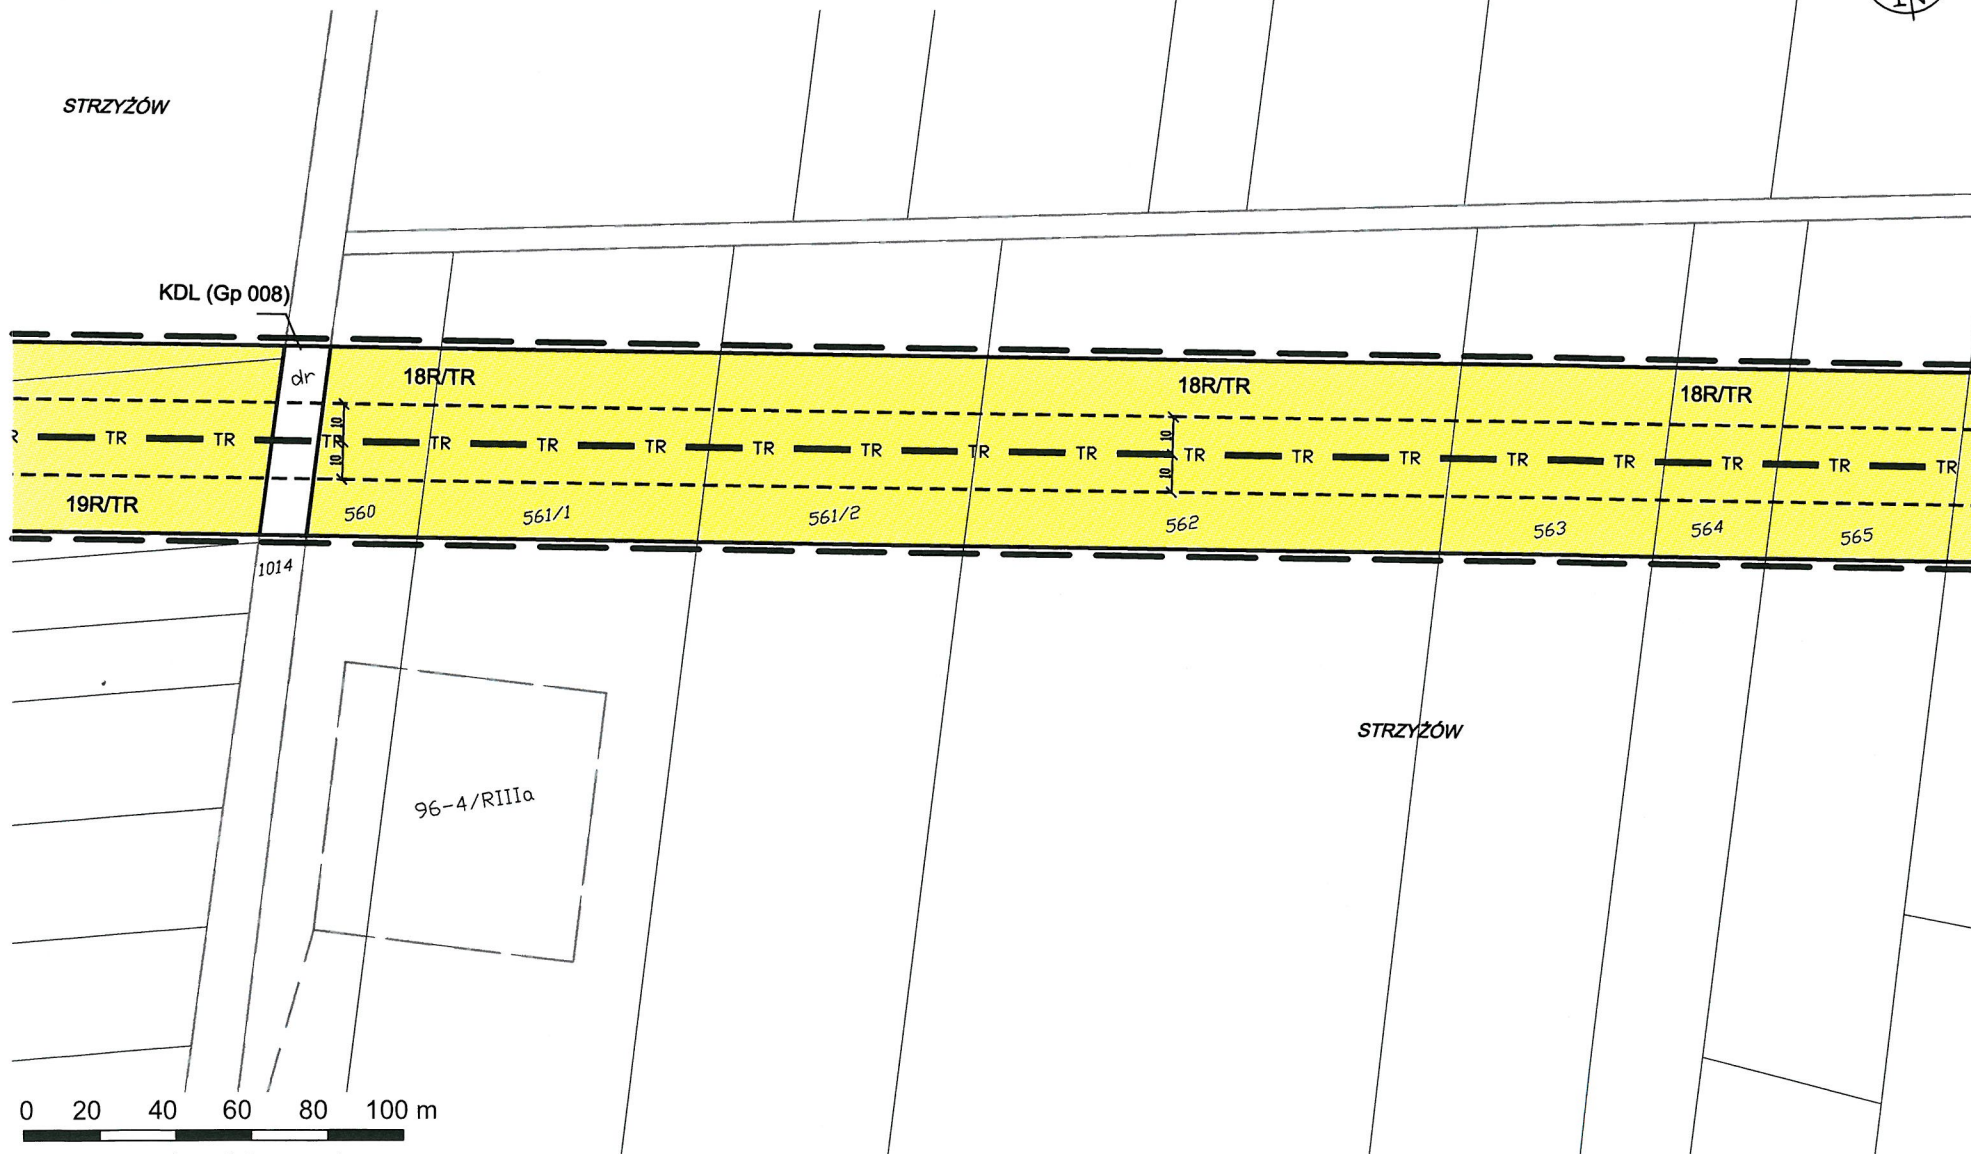 STRZYŻÓW
KDL (Gp 008)
dr
18R/TR
18R/TR
18R/TR
10
10
TR TR TR TR TR TR TR TR TR TR TR TR TR TR TR TR TR TR
10
10
19R/TR
560
561/1
561/2
562
563
564
565
1014
STRZYŻÓW
96-4/RIIIa
0 20 40 60 80 100 m